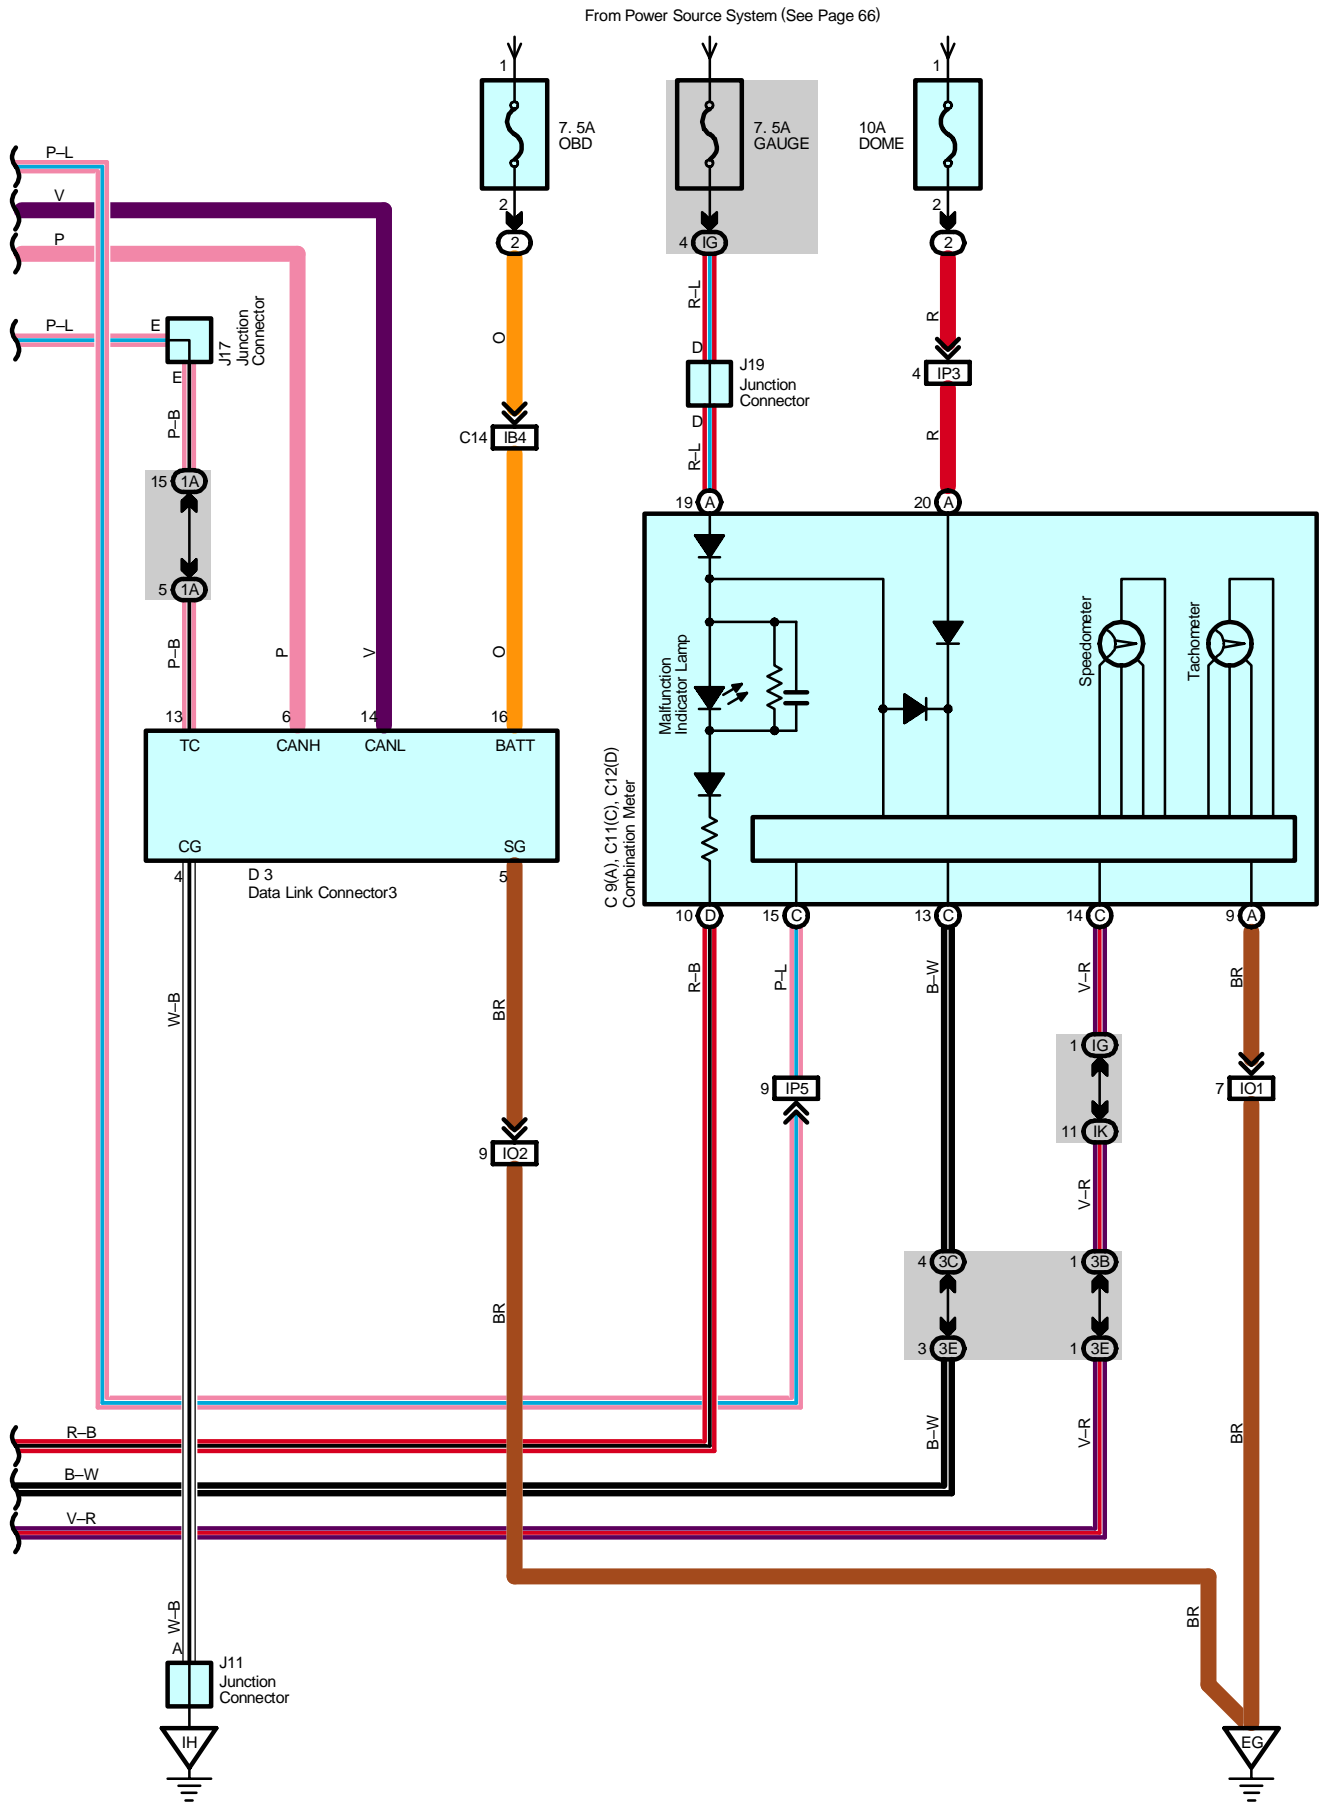 From Power Source System (See Page 66)
1
1
7. 5A
OBD
7. 5A
GAUGE
10A
DOME
2
2
2
4 IG
2
P–L
V
P
P–L
E
J17
Junction
Connector
E
P–B
15 1A
5 1A
P–B
P
V
O
C14 IB4
O
R–L
D
J19
Junction
Connector
D
R–L
R
4 IP3
R
19 A
20 A
13
6
14
16
TC
CANH
CANL
BATT
CG
SG
4
D 3
Data Link Connector3
5
Malfunction
Indicator Lamp
Speedometer
Tachometer
C 9(A), C11(C), C12(D)
Combination Meter
10 D
15 C
13 C
14 C
9 A
W–B
BR
R–B
P–L
B–W
V–R
BR
1 IG
9 IP5
7 IO1
11 IK
9 IO2
V–R
4 3C
1 3B
BR
3 3E
1 3E
R–B
B–W
V–R
B–W
V–R
BR
W–B
BR
A
J11
Junction
Connector
IH
EG